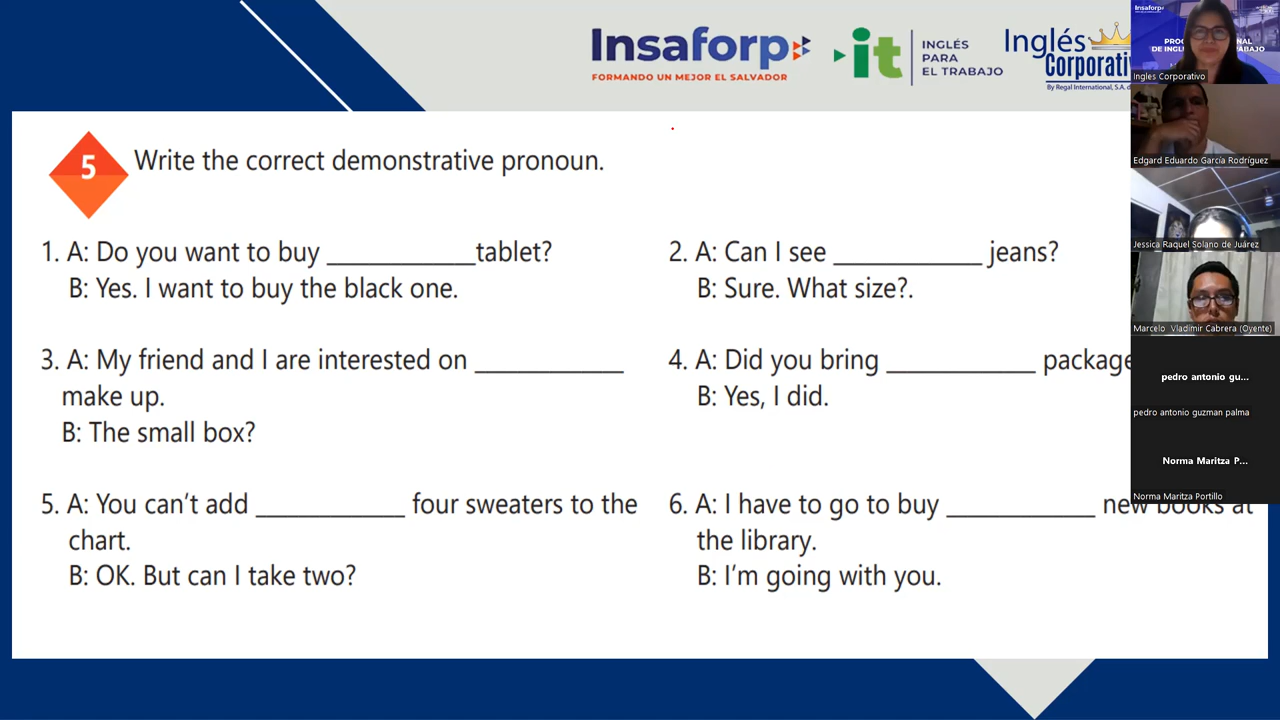 Insaforp
FORMANDO UN MEJOR EL SALVADOR
it
INGLÉS
PARA
EL TRABAJO
Inglés
Corporativ
By Regal International, S.A. d
Insaforp
Ingles Corporativo
Edgard Eduardo García Rodríguez
Jessica Raquel Solano de Juárez
Marcelo Vladimir Cabrera (Oyente)
pedro antonio gu...
pedro antonio guzman palma
Norma Maritza P...
Norma Maritza Portillo
5
Write the correct demonstrative pronoun.
1. A: Do you want to buy ____________tablet?
B: Yes. I want to buy the black one.
2. A: Can I see ____________ jeans?
B: Sure. What size?.
3. A: My friend and I are interested on ____________
make up.
B: The small box?
4. A: Did you bring ____________ package
B: Yes, I did.
5. A: You can't add ____________ four sweaters to the
chart.
B: OK. But can I take two?
6. A: I have to go to buy ____________ new books at
the library.
B: I'm going with you.